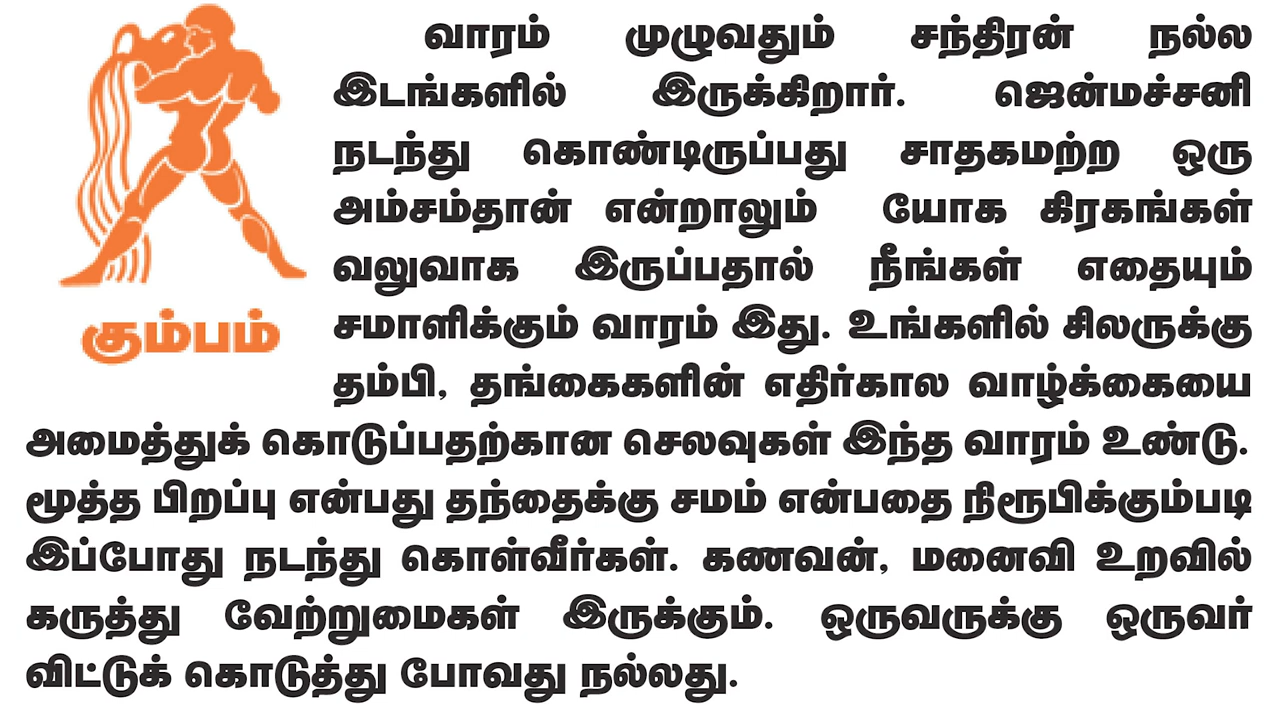 வாரம் முழுவதும் சந்திரன் நல்ல
இடங்களில் இருக்கிறார். ஜென்மச்சனி
நடந்து கொண்டிருப்பது சாதகமற்ற ஒரு
அம்சம்தான் என்றாலும் யோக கிரகங்கள்
வலுவாக இருப்பதால் நீங்கள் எதையும்
சமாளிக்கும் வாரம் இது. உங்களில் சிலருக்கு
தம்பி, தங்கைகளின் எதிர்கால வாழ்க்கையை
அமைத்துக் கொடுப்பதற்கான செலவுகள் இந்த வாரம் உண்டு.
மூத்த பிறப்பு என்பது தந்தைக்கு சமம் என்பதை நிரூபிக்கும்படி
இப்போது நடந்து கொள்வீர்கள். கணவன், மனைவி உறவில்
கருத்து வேற்றுமைகள் இருக்கும். ஒருவருக்கு ஒருவர்
விட்டுக் கொடுத்து போவது நல்லது.
கும்பம்